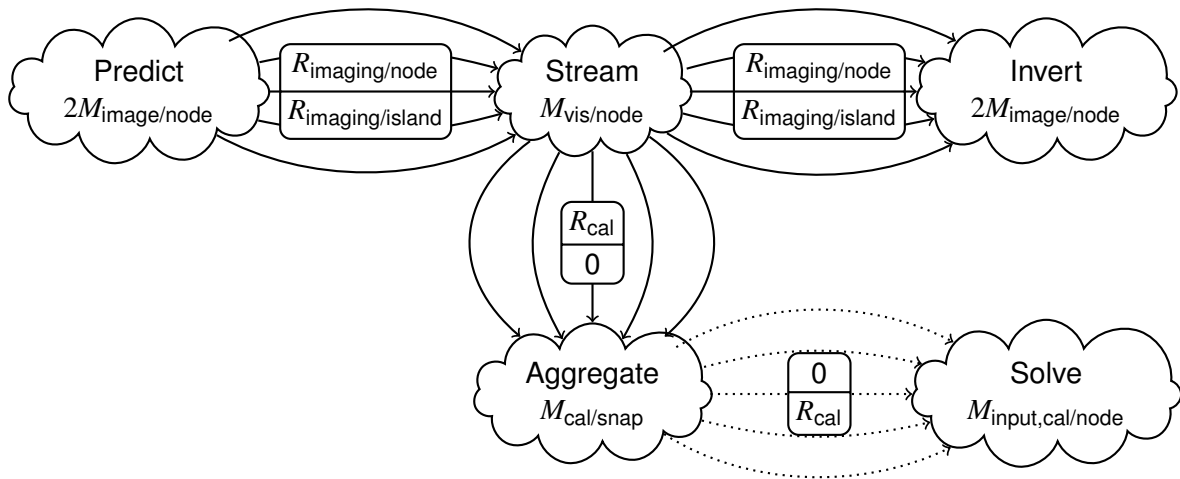 Predict
2M_image/node
R_imaging/node
R_imaging/island
Stream
M_vis/node
R_imaging/node
R_imaging/island
Invert
2M_image/node
R_cal
0
Aggregate
M_cal/snap
0
R_cal
Solve
M_input,cal/node